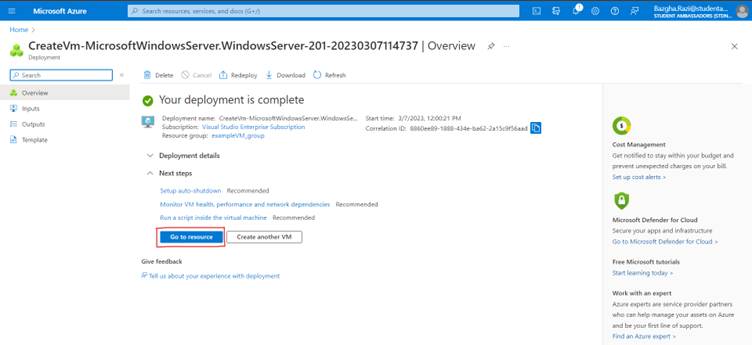 Microsoft Azure
Search resources, services, and docs (G+/)
1
Bazgha.Razi@studenta...
STUDENT AMBASSADORS (STDN...
Home >
CreateVm-MicrosoftWindowsServer.WindowsServer-201-20230307114737 | Overview
Deployment
Search
Delete
Cancel
Redeploy
Download
Refresh
Overview
Inputs
Outputs
Template
Your deployment is complete
Deployment name: CreateVm-MicrosoftWindowsServer.WindowsSe...
Subscription: Visual Studio Enterprise Subscription
Resource group: exampleVM_group
Start time: 3/7/2023, 12:00:21 PM
Correlation ID: 8860ee89-1888-434e-ba62-2a15c9f56aad
Deployment details
Next steps
Setup auto-shutdown Recommended
Monitor VM health, performance and network dependencies Recommended
Run a script inside the virtual machine Recommended
Go to resource
Create another VM
Give feedback
Tell us about your experience with deployment
Cost Management
Get notified to stay within your budget and
prevent unexpected charges on your bill.
Set up cost alerts >
Microsoft Defender for Cloud
Secure your apps and infrastructure
Go to Microsoft Defender for Cloud >
Free Microsoft tutorials
Start learning today >
Work with an expert
Azure experts are service provider partners
who can help manage your assets on Azure
and be your first line of support.
Find an Azure expert >